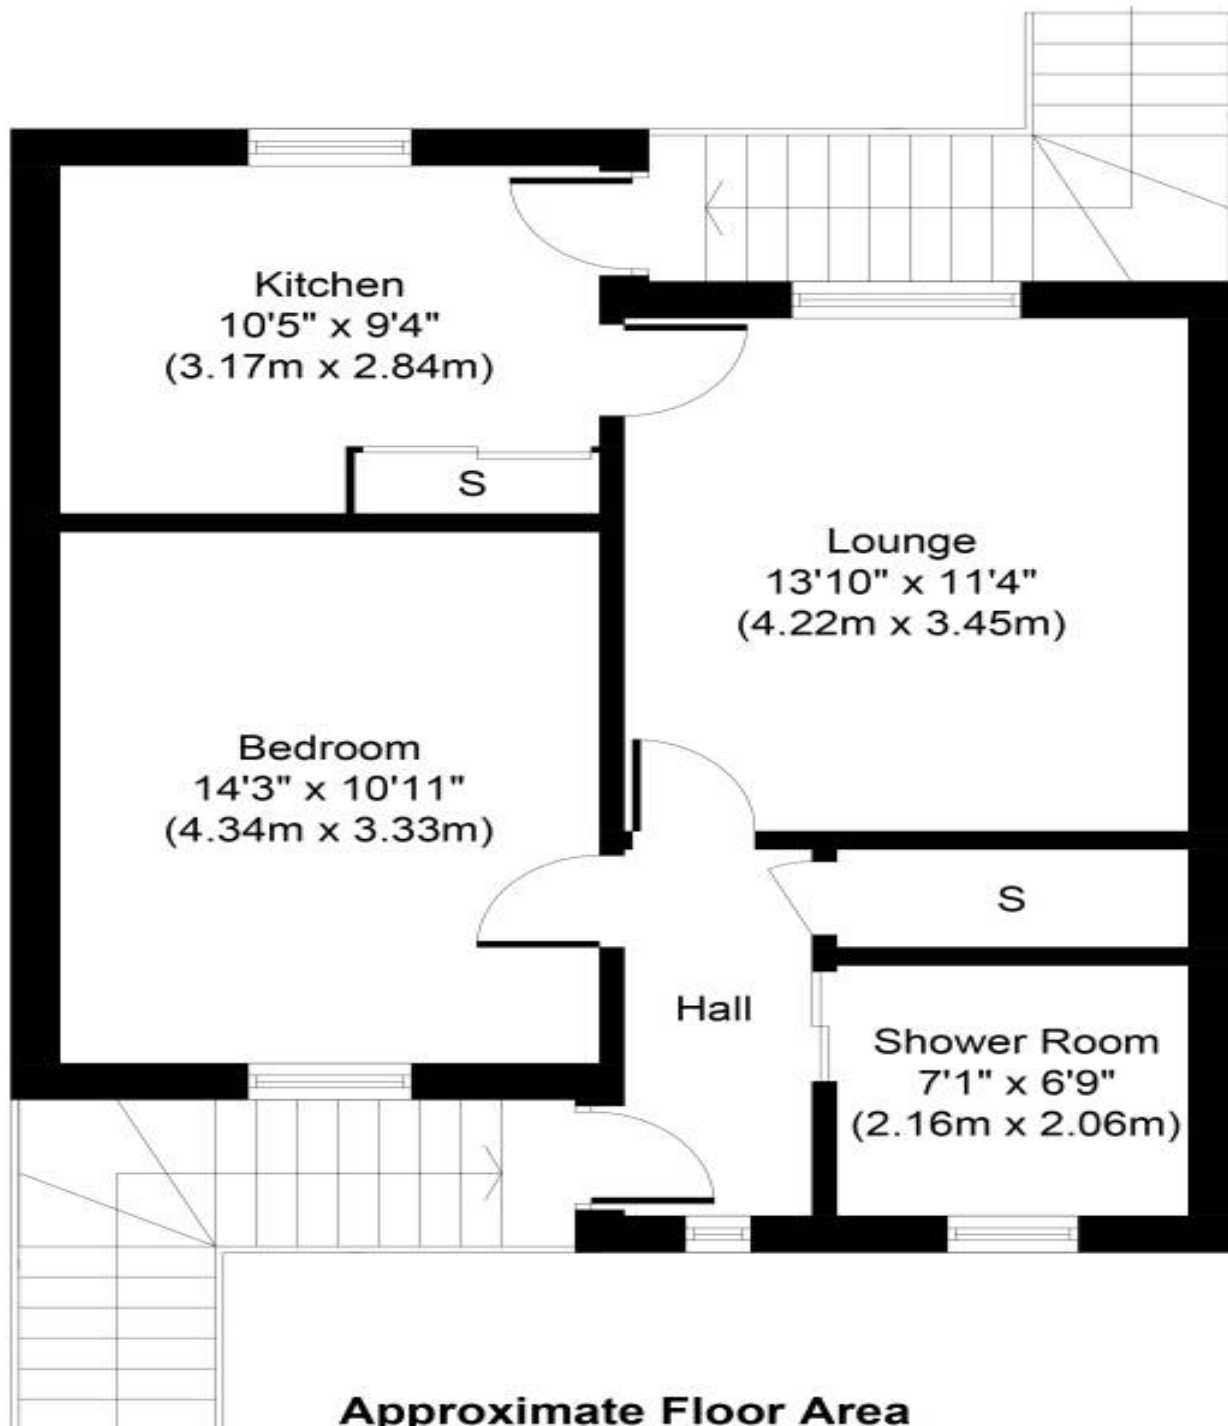 Kitchen
10'5" x 9'4"
(3.17m x 2.84m)
S
Lounge
13'10" x 11'4"
(4.22m x 3.45m)
Bedroom
14'3" x 10'11"
(4.34m x 3.33m)
S
Hall
Shower Room
7'1" x 6'9"
(2.16m x 2.06m)
Approximate Floor Area